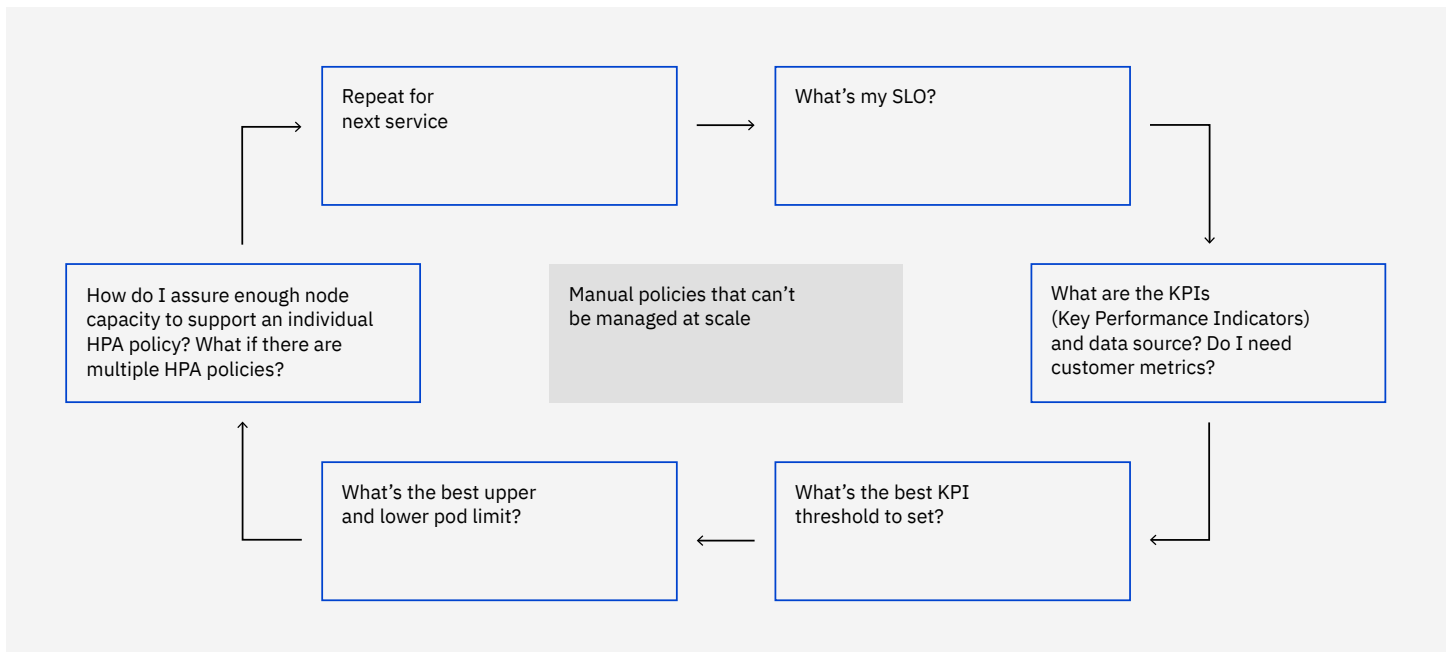 Repeat for
next service
What’s my SLO?
How do I assure enough node
capacity to support an individual
HPA policy? What if there are
multiple HPA policies?
Manual policies that can’t
be managed at scale
What are the KPIs
(Key Performance Indicators)
and data source? Do I need
customer metrics?
What’s the best upper
and lower pod limit?
What’s the best KPI
threshold to set?